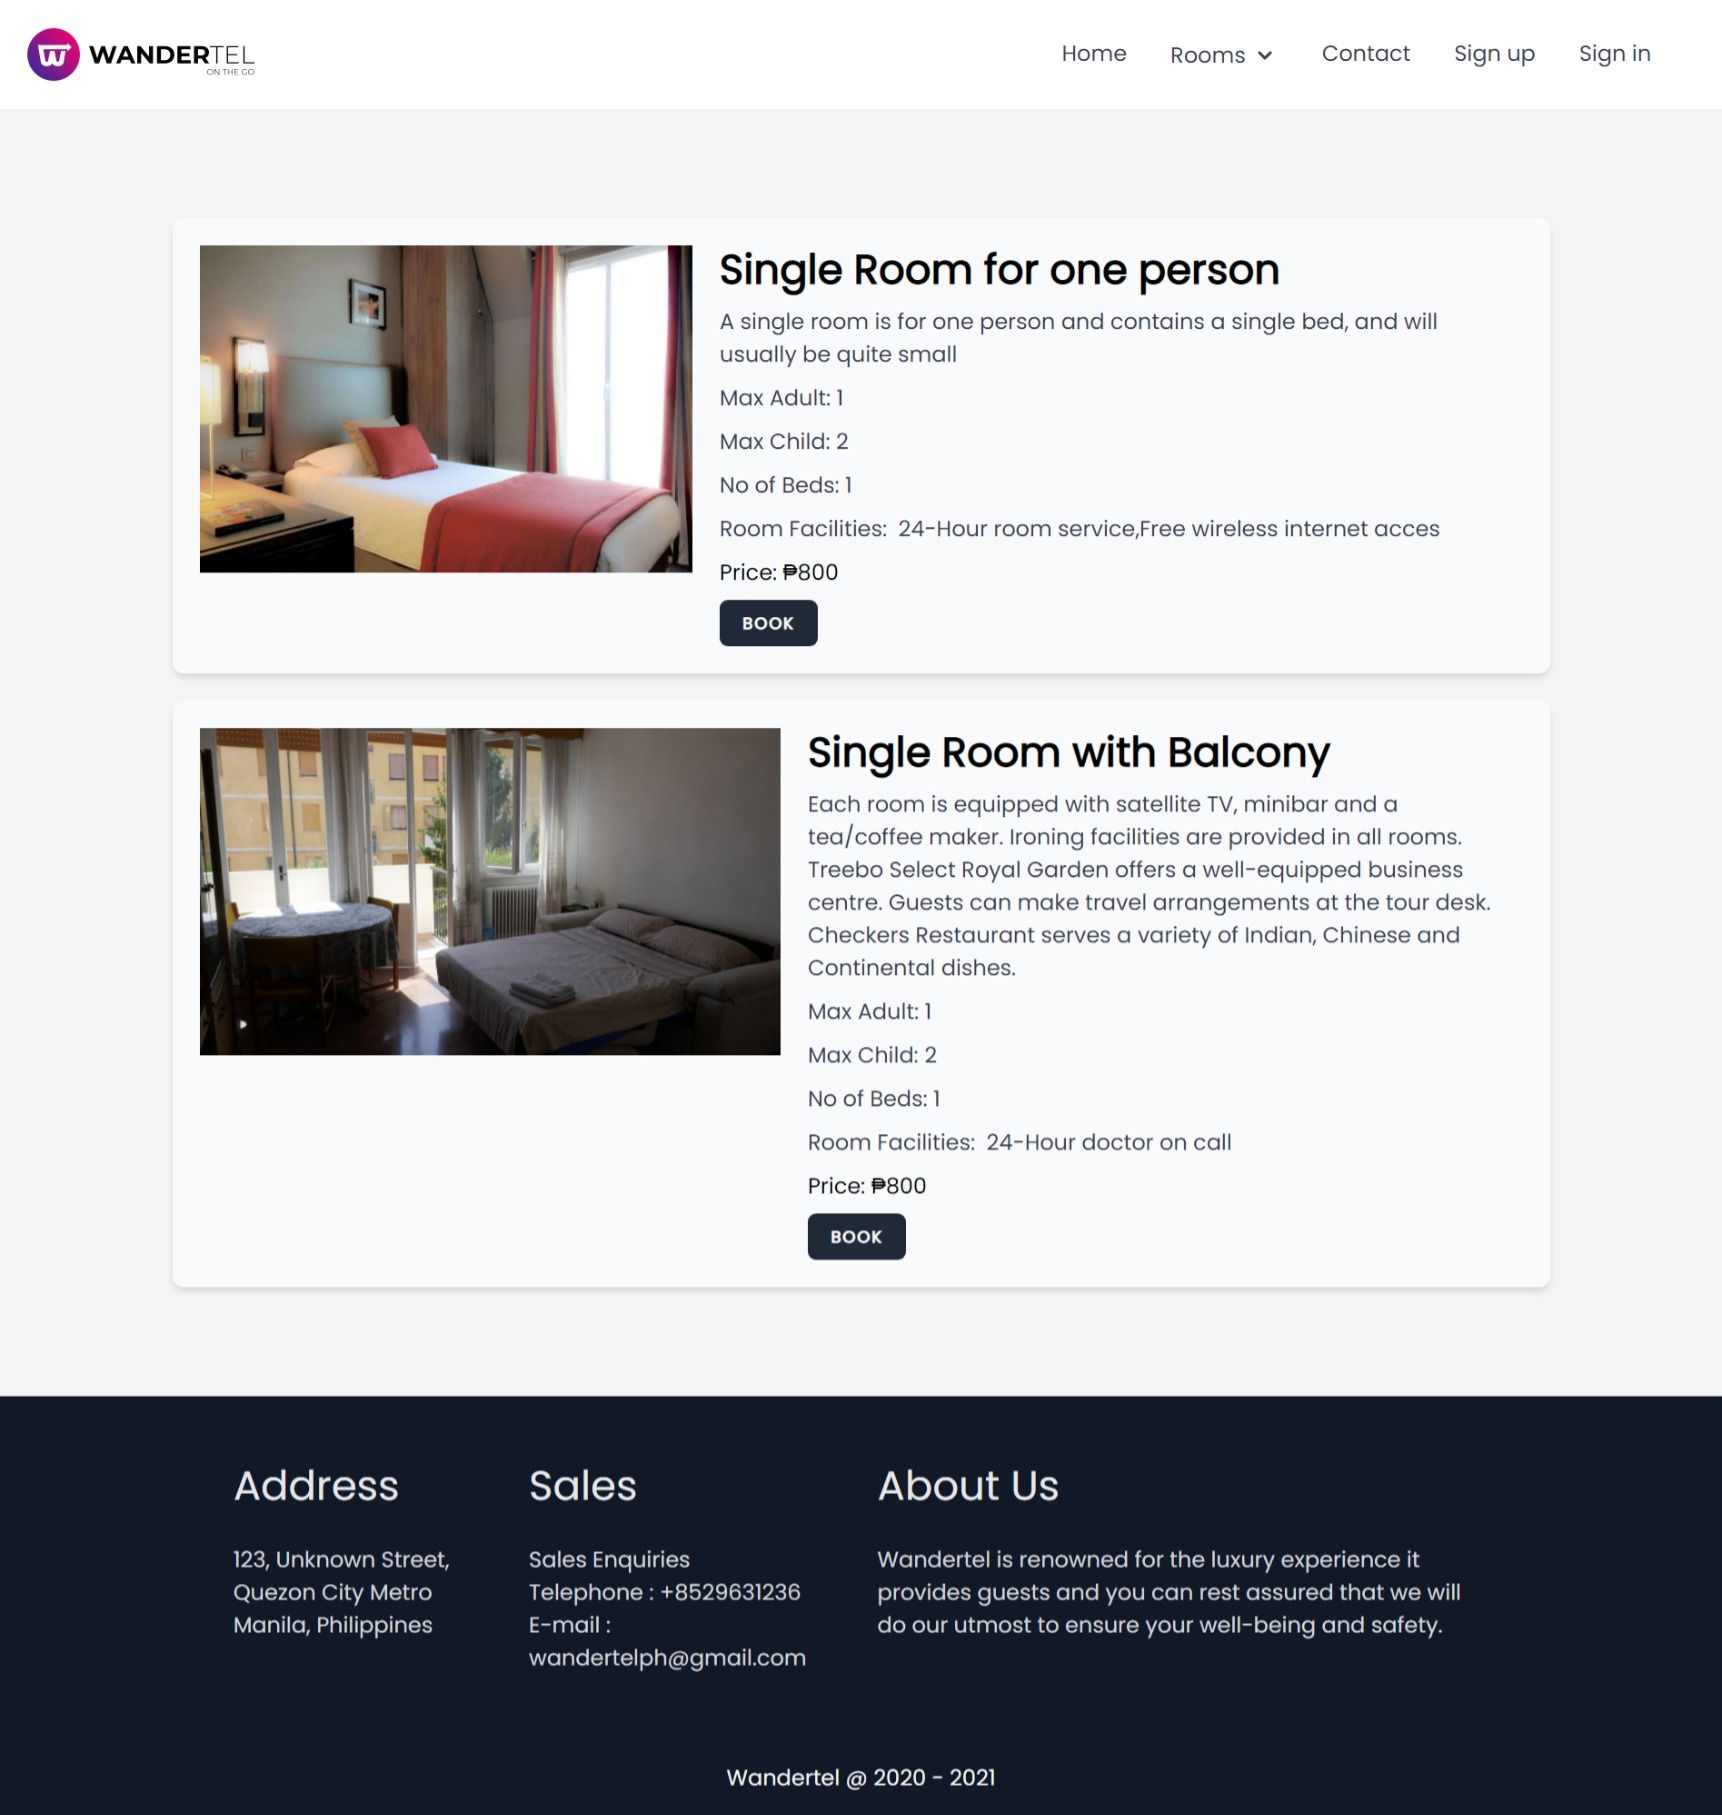 WANDERTEL
ON THE GO
Home
Rooms
Contact
Sign up
Sign in
Single Room for one person
A single room is for one person and contains a single bed, and will
usually be quite small
Max Adult: 1
Max Child: 2
No of Beds: 1
Room Facilities: 24-Hour room service,Free wireless internet acces
Price: ₱800
BOOK
Single Room with Balcony
Each room is equipped with satellite TV, minibar and a
tea/coffee maker. Ironing facilities are provided in all rooms.
Treebo Select Royal Garden offers a well-equipped business
centre. Guests can make travel arrangements at the tour desk.
Checkers Restaurant serves a variety of Indian, Chinese and
Continental dishes.
Max Adult: 1
Max Child: 2
No of Beds: 1
Room Facilities: 24-Hour doctor on call
Price: ₱800
BOOK
Address
123, Unknown Street,
Quezon City Metro
Manila, Philippines
Sales
Sales Enquiries
Telephone : +8529631236
E-mail :
wandertelph@gmail.com
About Us
Wandertel is renowned for the luxury experience it
provides guests and you can rest assured that we will
do our utmost to ensure your well-being and safety.
Wandertel @ 2020 - 2021